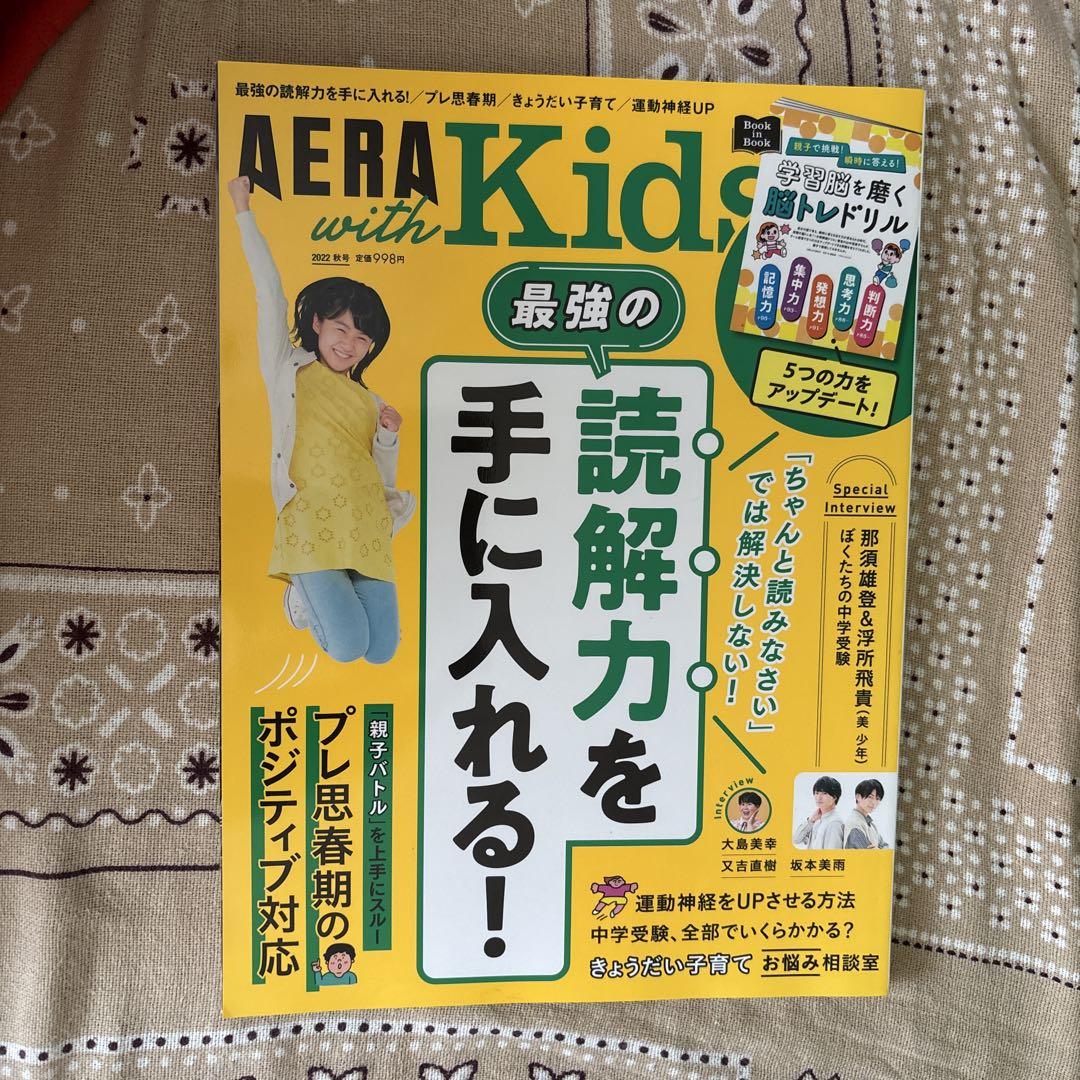 最強の読解力を手に入れる!／プレ思春期／きょうだい子育て／運動神経UP
AERA
with Kids
2022 秋号 定価998円
Book
in
Book
親子で挑戦!
瞬時に答える!
学習脳を磨く
脳トレドリル
記憶力
集中力
発想力
思考力
判断力
5つの力を
アップデート!
最強の
読解力を
手に入れる!
「ちゃんと読みなさい」
では解決しない!
Special
Interview
那須雄登&浮所飛貴(美 少年)
ぼくたちの中学受験
Interview
大島美幸
又吉直樹 坂本美雨
「親子バトル」を上手にスルー
プレ思春期の
ポジティブ対応
運動神経をUPさせる方法
中学受験、全部でいくらかかる?
きょうだい子育て お悩み相談室